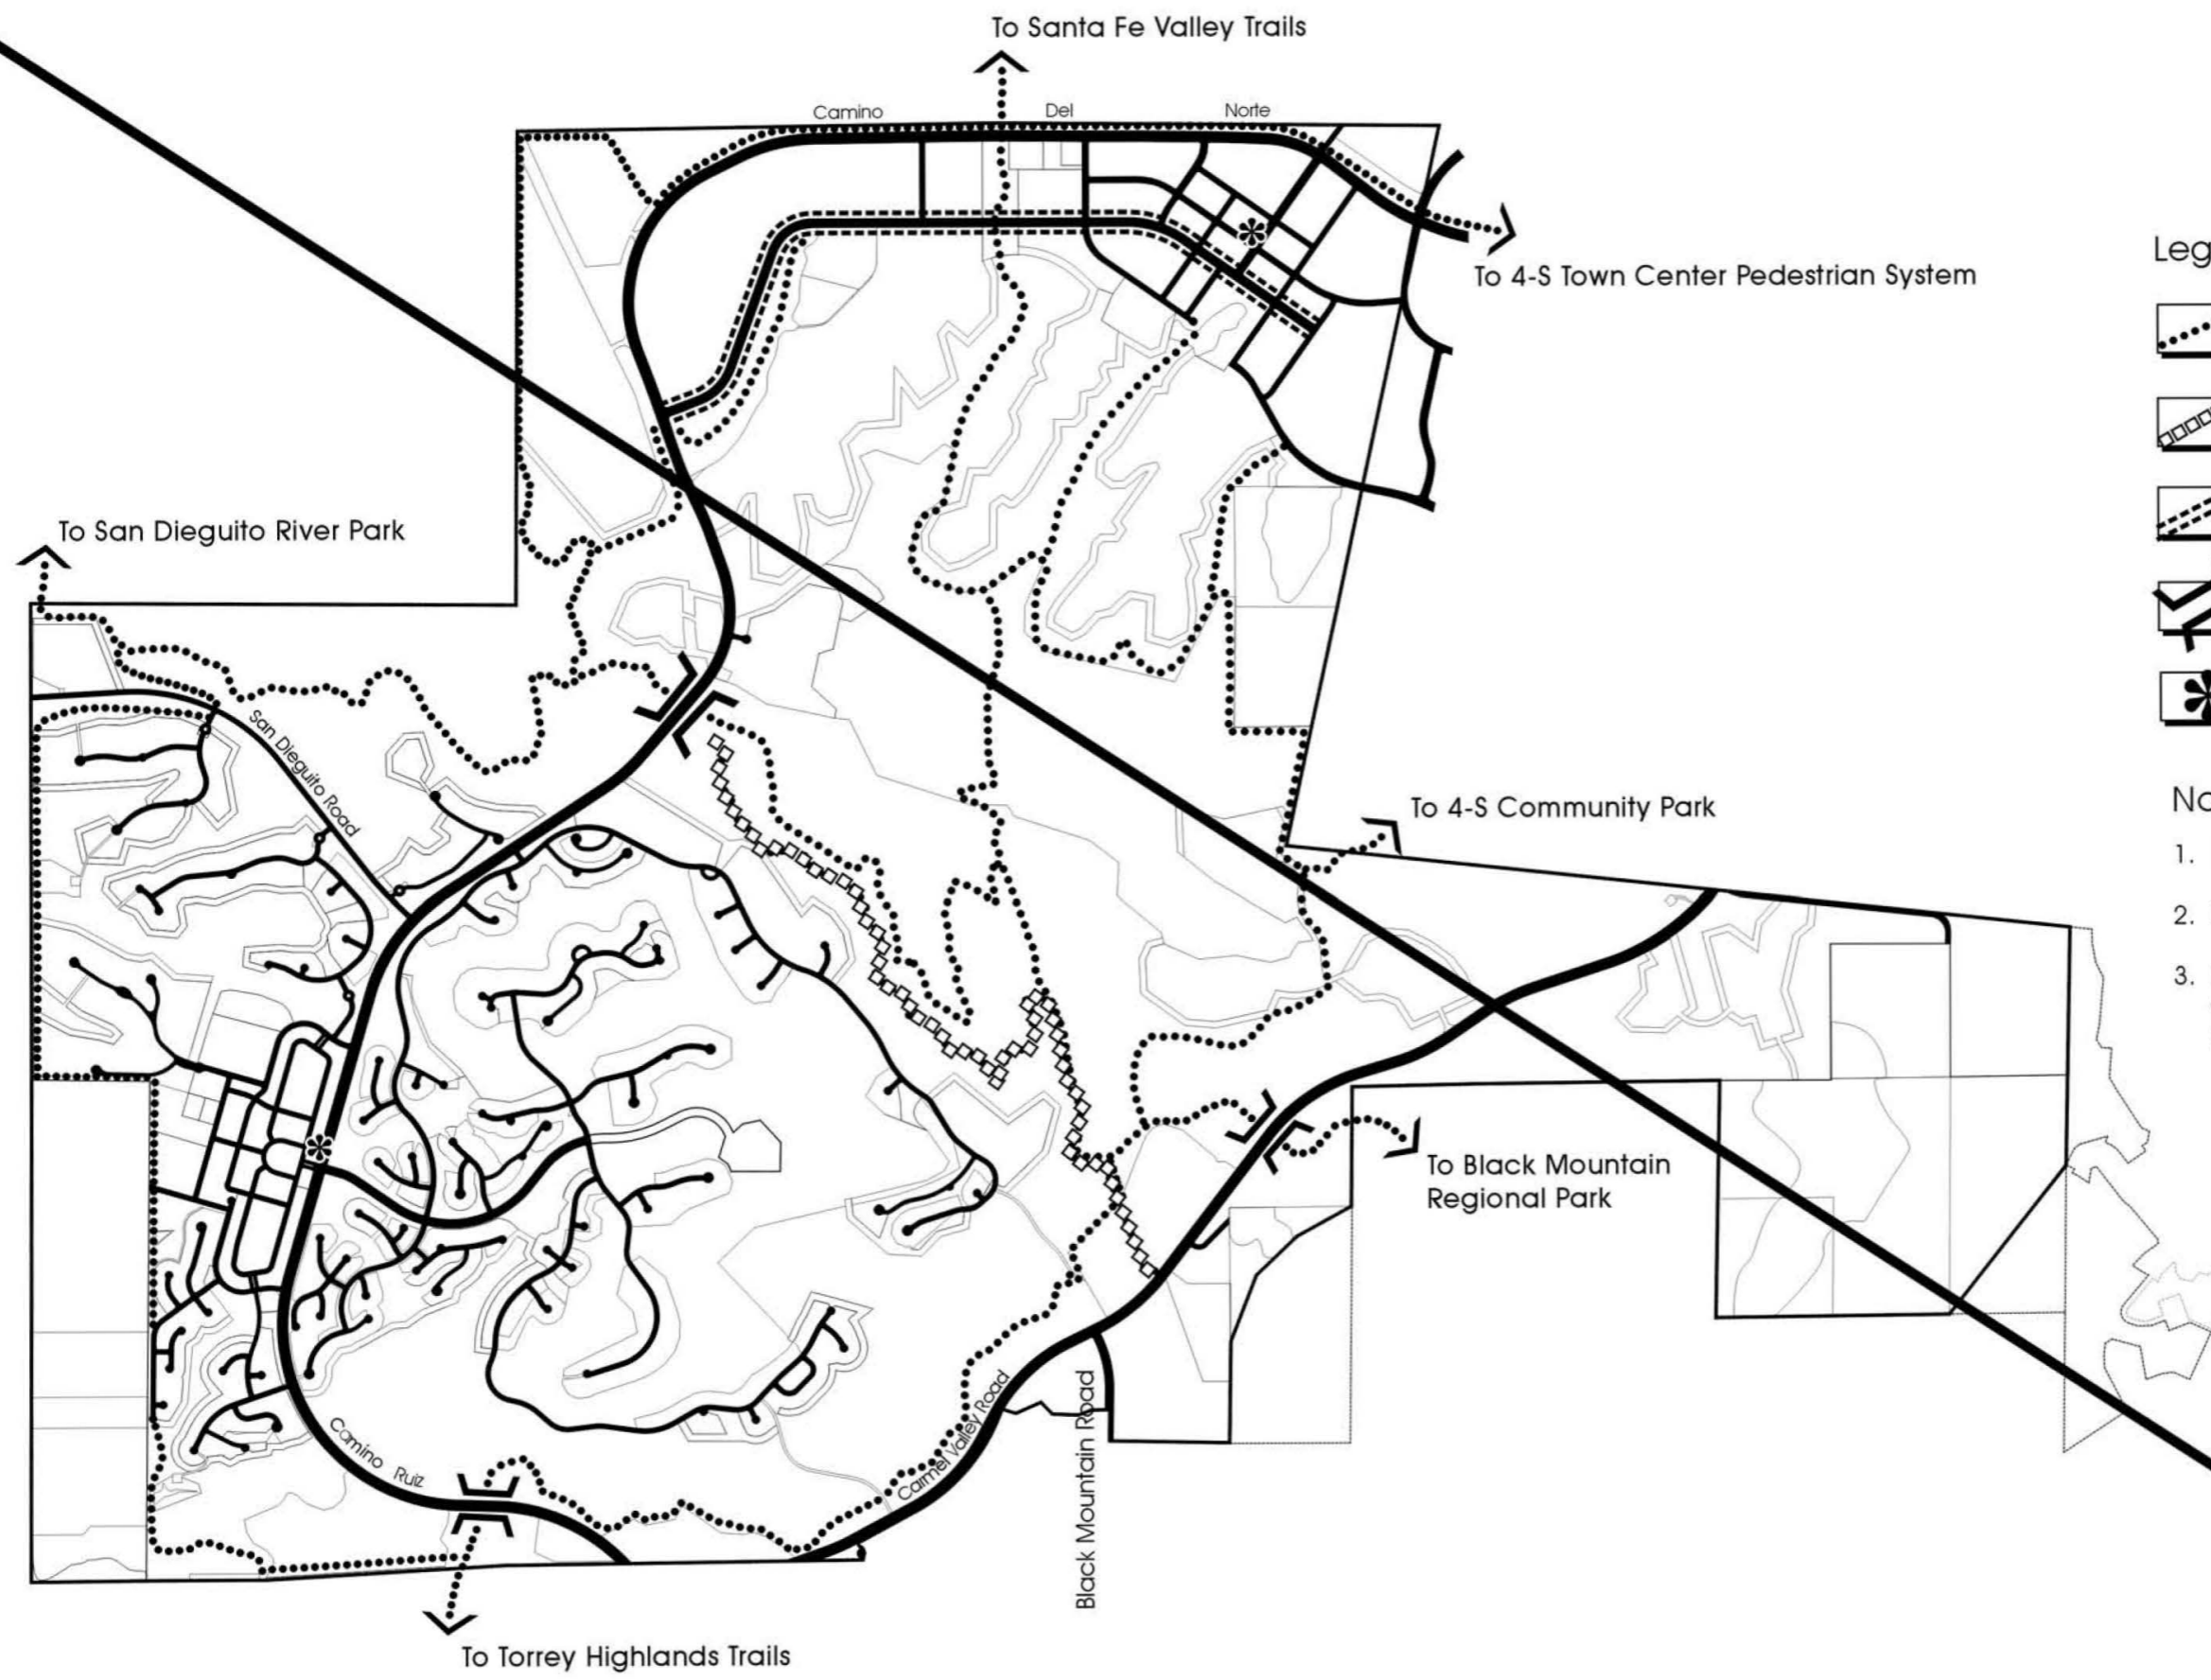 To Santa Fe Valley Trails
Camino Del Norte
To 4-S Town Center Pedestrian System
Leg
To San Dieguito River Park
San Dieguito Road
To 4-S Community Park
No
1.
2.
3.
To Black Mountain
Regional Park
Camino Ruiz
Carmel Valley Road
Black Mountain Road
To Torrey Highlands Trails